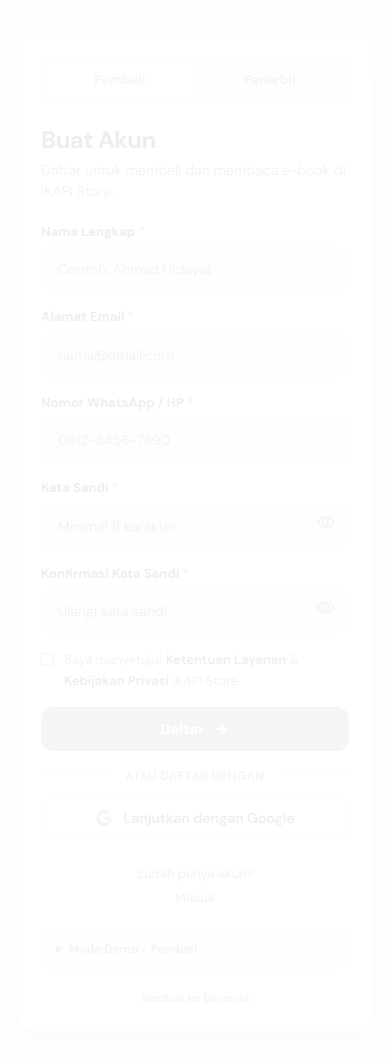 Pembeli
Penerbit
Buat Akun
Daftar untuk membeli dan membaca e-book di
IKAPI Store.
Nama Lengkap *
Contoh: Ahmad Hidayat
Alamat Email *
nama@email.com
Nomor WhatsApp / HP *
0812-3456-7890
Kata Sandi *
Minimal 8 karakter
Konfirmasi Kata Sandi *
Ulangi kata sandi
Saya menyetujui Ketentuan Layanan &
Kebijakan Privasi IKAPI Store.
Daftar →
ATAU DAFTAR DENGAN
Lanjutkan dengan Google
Sudah punya akun?
Masuk
Mode Demo - Pembeli
Kembali ke Beranda